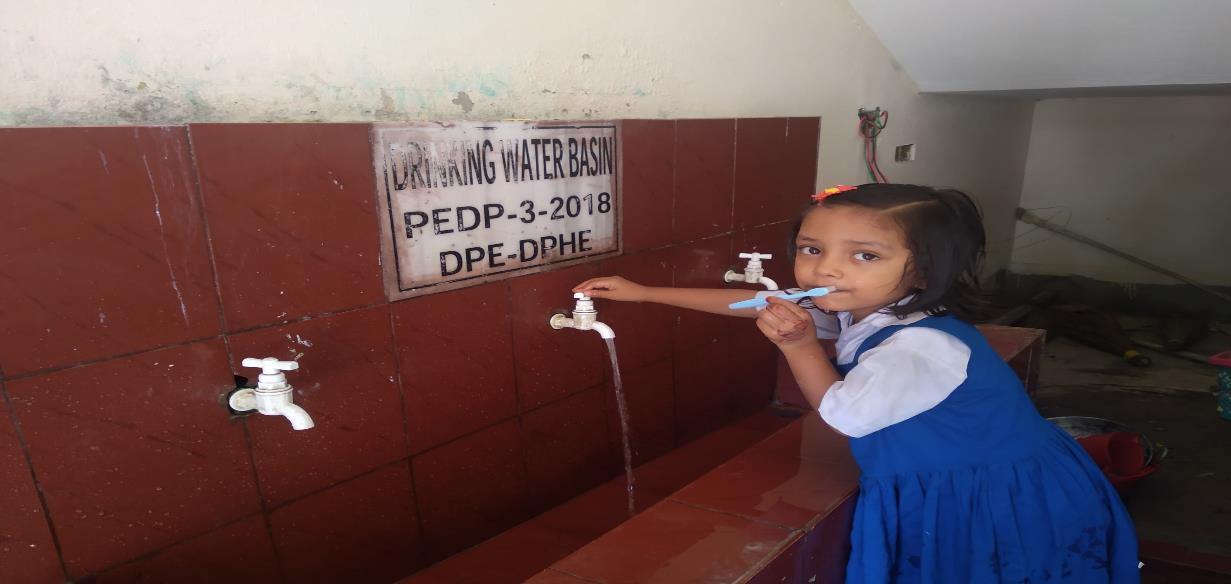 DRINKING WATER BASIN
PEDP-3-2018
DPE-DPHE